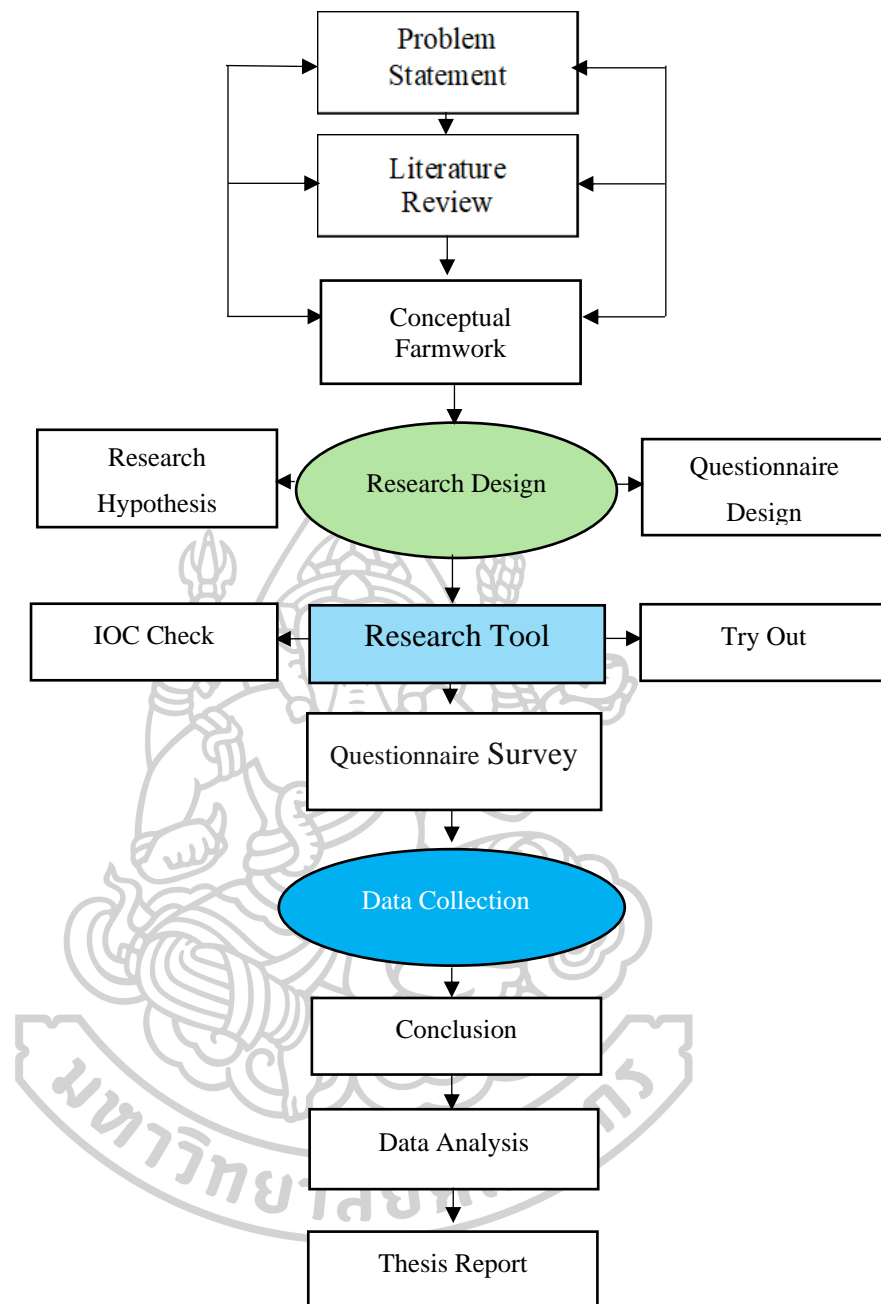 Problem
Statement
Literature
Review
Conceptual
Farmwork
Research
Hypothesis
Research Design
Questionnaire
Design
IOC Check
Research Tool
Try Out
Questionnaire Survey
Data Collection
Conclusion
Data Analysis
Thesis Report